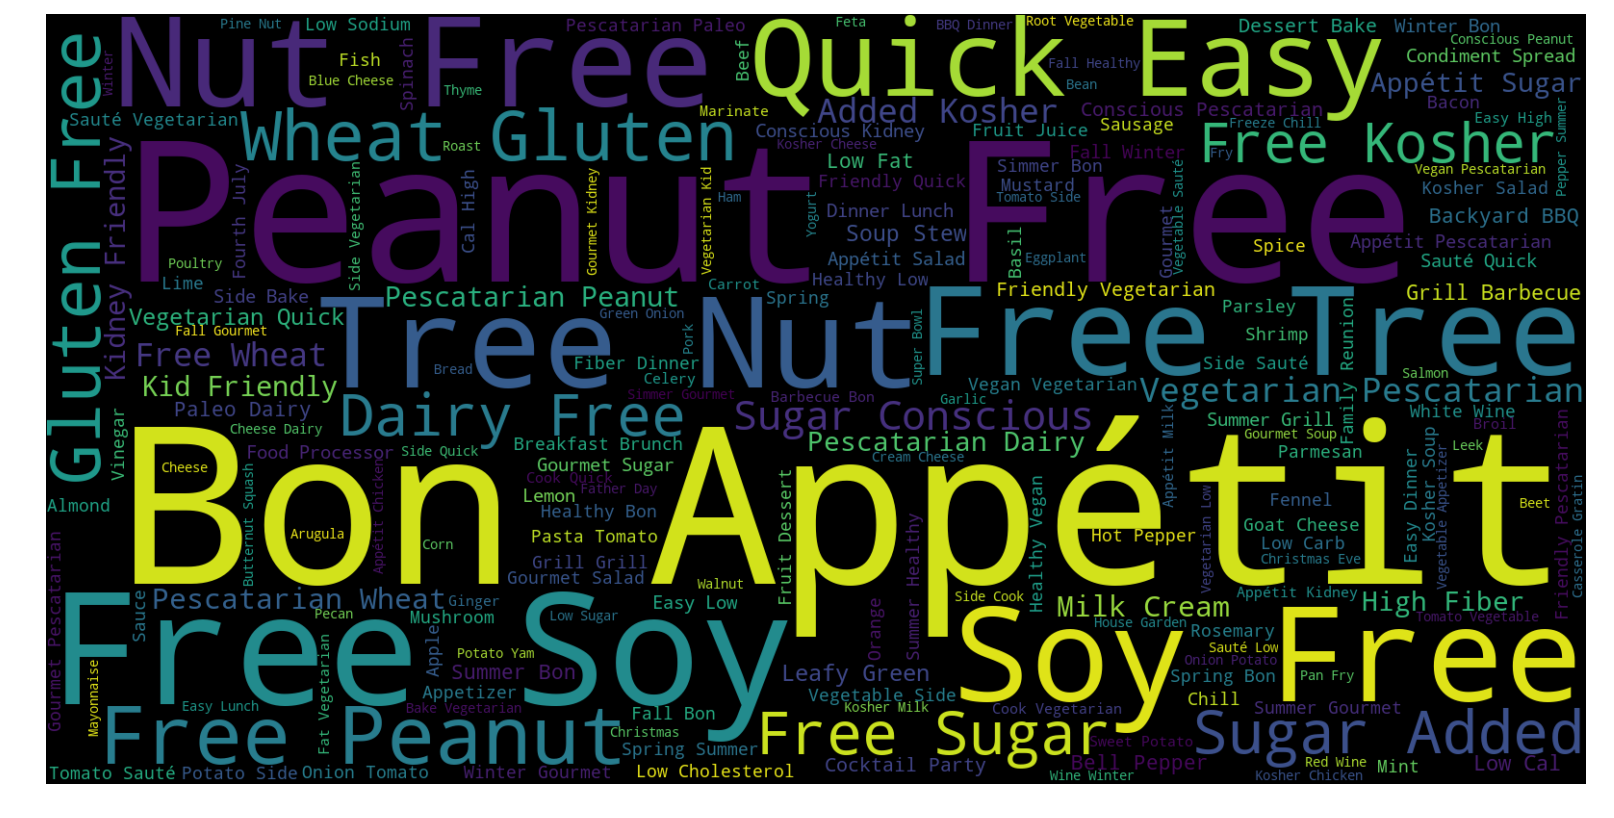 Pine Nut
Low Sodium
Nut Free
Pescatarian Paleo
Quick Easy
Feta
BBQ Dinner
Root Vegetable
Dessert Bake
Winter Bon
Conscious Peanut
Gluten Free
Winter
Fish
Blue Cheese
Spinach
Thyme
Beef
Fall Healthy
Bean
Condiment Spread
Appétit Sugar
Bacon
Sauté Vegetarian
Wheat Gluten
Marinate
Added Kosher
Conscious Pescatarian
Conscious Kidney
Fruit Juice
Sausage
Freeze Chill
Easy High
Pepper Summer
Kidney Friendly
Roast
Kosher Cheese
Free Kosher
Peanut Free
Low Fat
Simmer Bon
Fall Winter
Fry
Vegan Pescatarian
Friendly Quick
Mustard
Tomato Side
Kosher Salad
Fourth July
Side Vegetarian
Cal High
Gourmet Kidney
Vegetarian Kid
Ham
Yogurt
Dinner Lunch
Soup Stew
Basil
Gourmet
Vegetable Sauté
Backyard BBQ
Spice
Appétit Pescatarian
Poultry
Appétit Salad
Eggplant
Sauté Quick
Lime
Healthy Low
Side Bake
Pescatarian Peanut
Carrot
Spring
Friendly Vegetarian
Parsley
Grill Barbecue
Vegetarian Quick
Green Onion
Fall Gourmet
Tree Nut
Free Tree
Shrimp
Family Reunion
Free Wheat
Bread
Fiber Dinner
Pork
Super Bowl
Side Sauté
Salmon
Kid Friendly
Celery
Simmer Gourmet
Barbecue Bon
Vegan Vegetarian
Garlic
Vegetarian Pescatarian
Paleo Dairy
Dairy Free
Sugar Conscious
Summer Grill
White Wine
Cheese Dairy
Vinegar
Breakfast Brunch
Pescatarian Dairy
Appétit Milk
Gourmet Soup
Broil
Food Processor
Side Quick
Cream Cheese
Parmesan
Leek
Cheese
Gourmet Sugar
Cook Quick
Father Day
Bon Appétit
Almond
Butternut Squash
Appétit Chicken
Lemon
Healthy Bon
Fruit Dessert
Fennel
Beet
Arugula
Corn
Pasta Tomato
Hot Pepper
Goat Cheese
Low Carb
Easy Dinner
Kosher Soup
Vegetable Appetizer
Friendly Pescatarian
Casserole Gratin
Gourmet Pescatarian
Grill Grill
Gourmet Salad
Walnut
Summer Healthy
Healthy Vegan
Vegetarian Low
Christmas Eve
Pescatarian Wheat
Ginger
Low Sugar
Easy Low
Side Cook
Milk Cream
Appétit Kidney
High Fiber
Sauce
Pecan
Mushroom
Orange
House Garden
Rosemary
Tomato Vegetable
Free Soy
Soy Free
Apple
Potato Yam
Sauté Low
Onion Potato
Pan Fry
Summer Bon
Leafy Green
Spring Bon
Mayonnaise
Appetizer
Vegetable Side
Chill
Easy Lunch
Fat Vegetarian
Bake Vegetarian
Fall Bon
Kosher Milk
Cook Vegetarian
Summer Gourmet
Free Peanut
Christmas
Free Sugar
Sweet Potato
Sugar Added
Spring Summer
Tomato Sauté
Potato Side
Onion Tomato
Winter Gourmet
Low Cholesterol
Cocktail Party
Bell Pepper
Wine Winter
Red Wine
Kosher Chicken
Mint
Low Cal